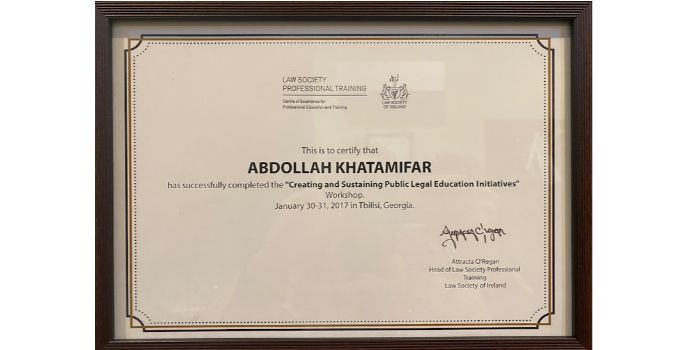 LAW SOCIETY
PROFESSIONAL TRAINING
Centre of Excellence for
Professional Education and Training
LAW SOCIETY
OF IRELAND
This is to certify that
ABDOLLAH KHATAMIFAR
has successfully completed the "Creating and Sustaining Public Legal Education Initiatives"
Workshop.
January 30-31, 2017 in Tbilisi, Georgia.
Attracta O'Regan
Head of Law Society Professional
Training
Law Society of Ireland